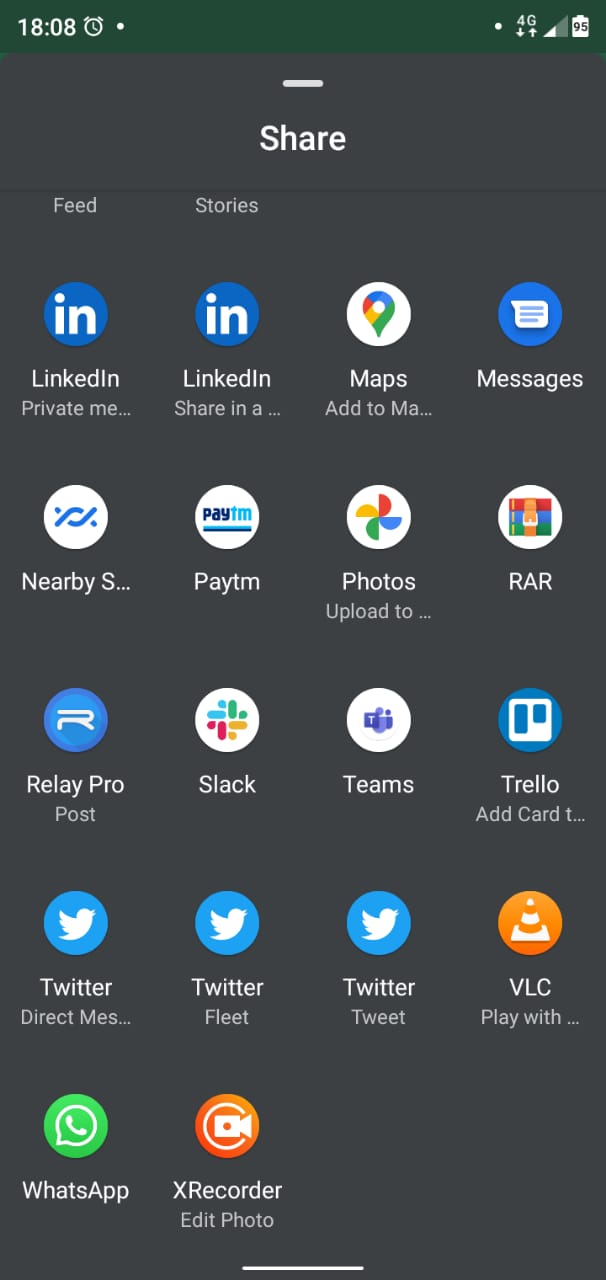 18:08
4G
95
Share
Feed
Stories
in
in
LinkedIn
LinkedIn
Maps
Messages
Private me...
Share in a ...
Add to Ma...
paytm
Nearby S...
Paytm
Photos
RAR
Upload to ...
T
Relay Pro
Slack
Teams
Trello
Post
Add Card t...
Twitter
Twitter
Twitter
VLC
Direct Mes...
Fleet
Tweet
Play with ...
WhatsApp
XRecorder
Edit Photo